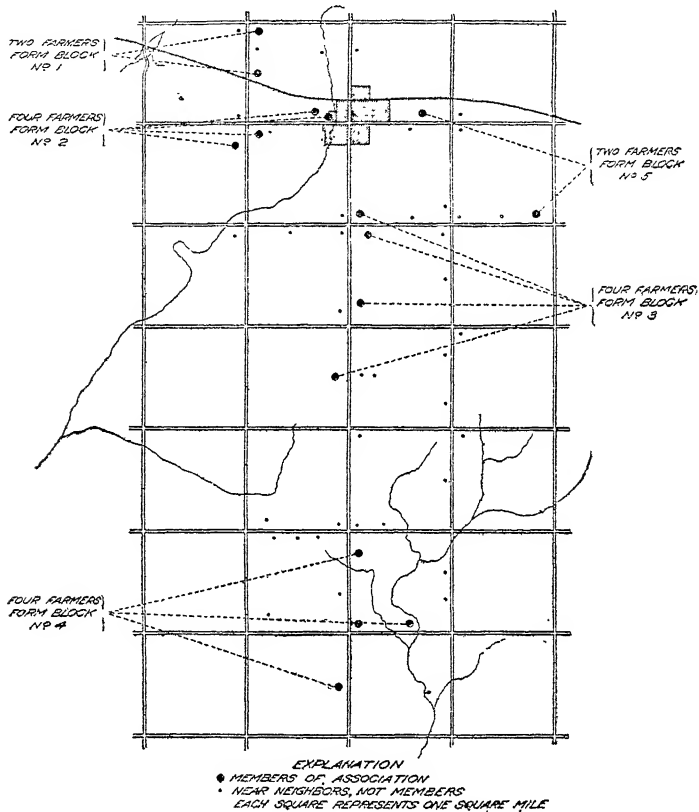 TWO FARMERS
FORM BLOCK
Nº 1
FOUR FARMERS
FORM BLOCK
Nº 2
TWO FARMERS
FORM BLOCK
Nº 5
FOUR FARMERS
FORM BLOCK
Nº 3
FOUR FARMERS
FORM BLOCK
Nº 4
EXPLANATION
MEMBERS OF ASSOCIATION
NEAR NEIGHBORS, NOT MEMBERS
EACH SQUARE REPRESENTS ONE SQUARE MILE